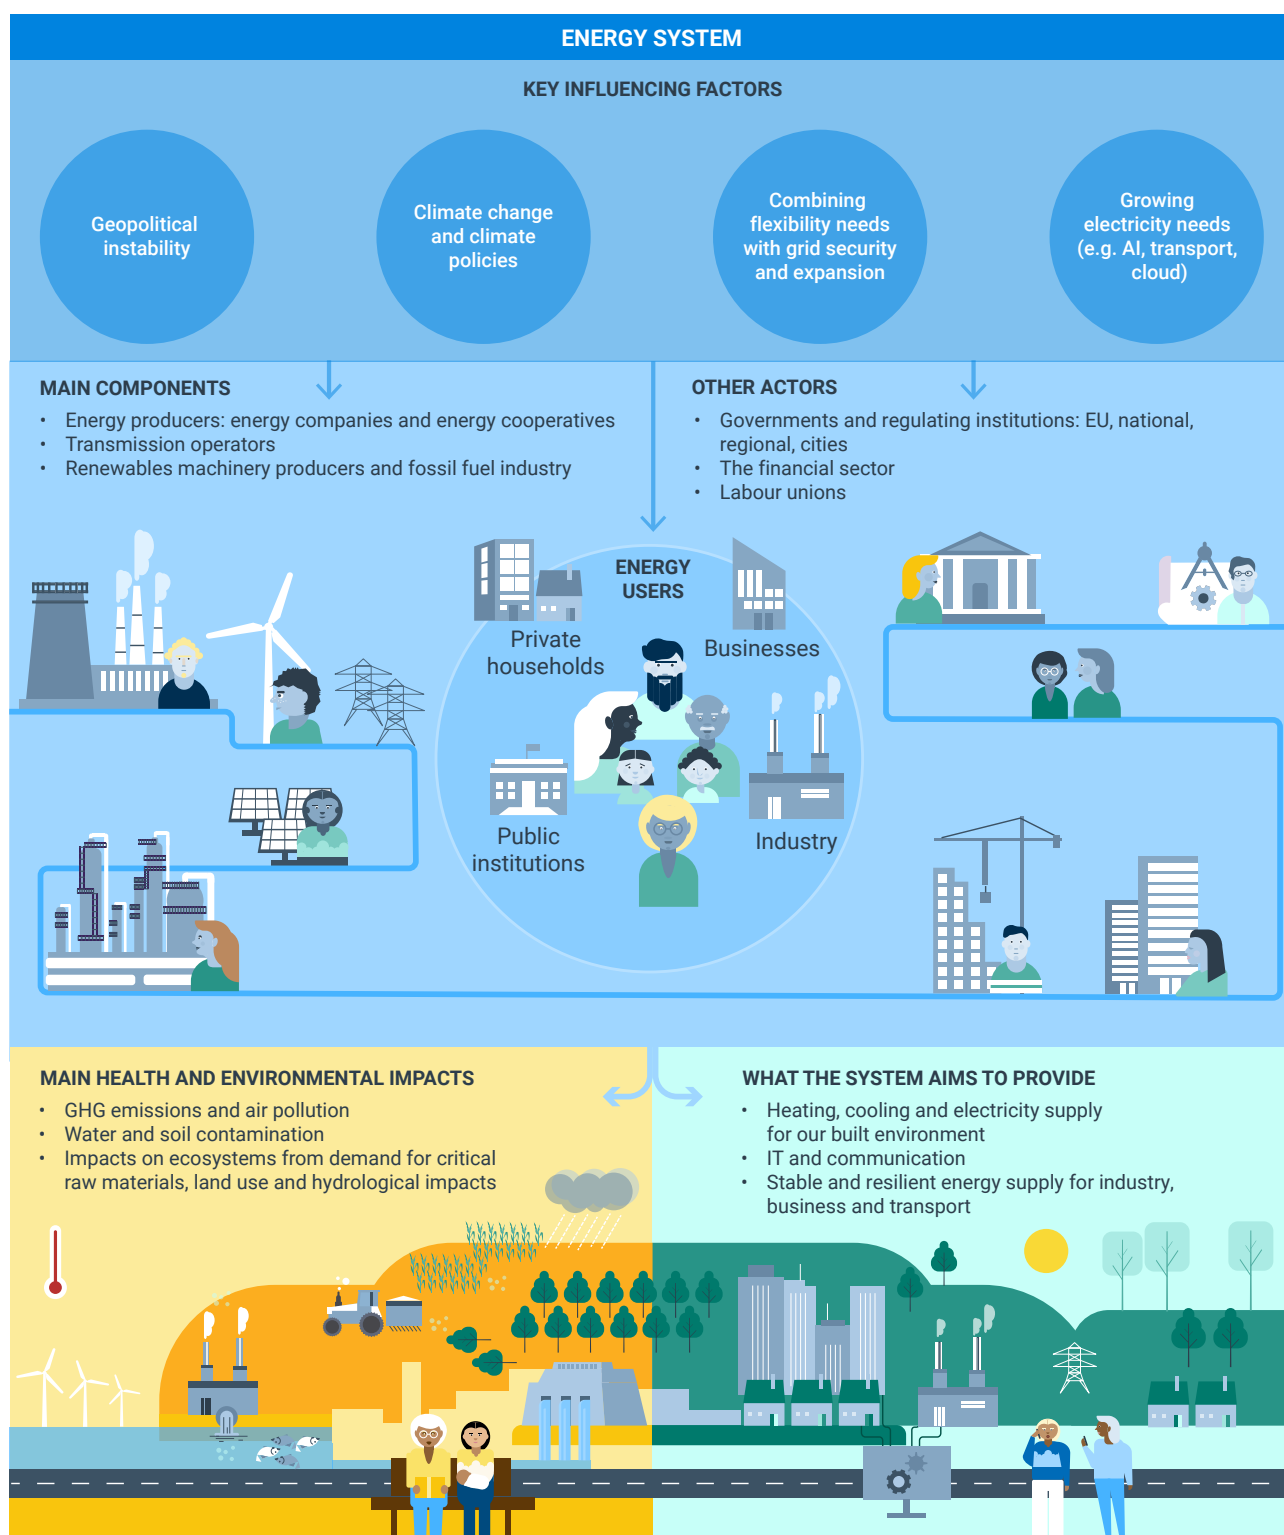 ENERGY SYSTEM
KEY INFLUENCING FACTORS
Geopolitical
instability
Climate change
and climate
policies
Combining
flexibility needs
with grid security
and expansion
Growing
electricity needs
(e.g. AI, transport,
cloud)
MAIN COMPONENTS
• Energy producers: energy companies and energy cooperatives
• Transmission operators
• Renewables machinery producers and fossil fuel industry
OTHER ACTORS
• Governments and regulating institutions: EU, national,
regional, cities
• The financial sector
• Labour unions
ENERGY
USERS
Private
households
Businesses
Public
institutions
Industry
MAIN HEALTH AND ENVIRONMENTAL IMPACTS
• GHG emissions and air pollution
• Water and soil contamination
• Impacts on ecosystems from demand for critical
raw materials, land use and hydrological impacts
WHAT THE SYSTEM AIMS TO PROVIDE
• Heating, cooling and electricity supply
for our built environment
• IT and communication
• Stable and resilient energy supply for industry,
business and transport